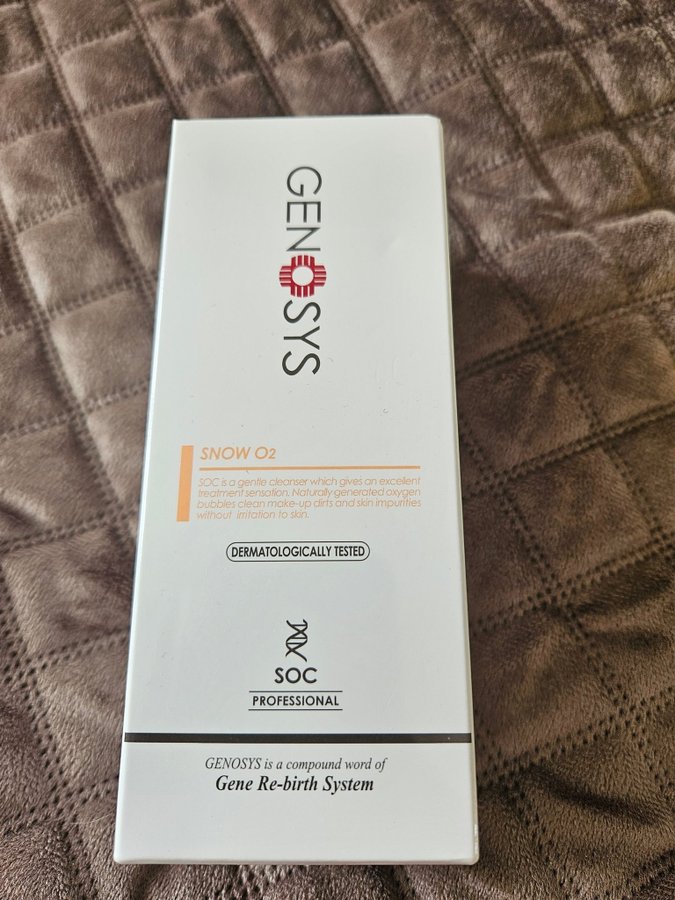 GENOSYS
SNOW O2
SOC is a gentle cleanser which gives an excellent
treatment sensation. Naturally generated oxygen
bubbles clean make-up dirts and skin impurities
without irritation to skin.
DERMATOLOGICALLY TESTED
SOC
PROFESSIONAL
GENOSYS is a compound word of
Gene Re-birth System